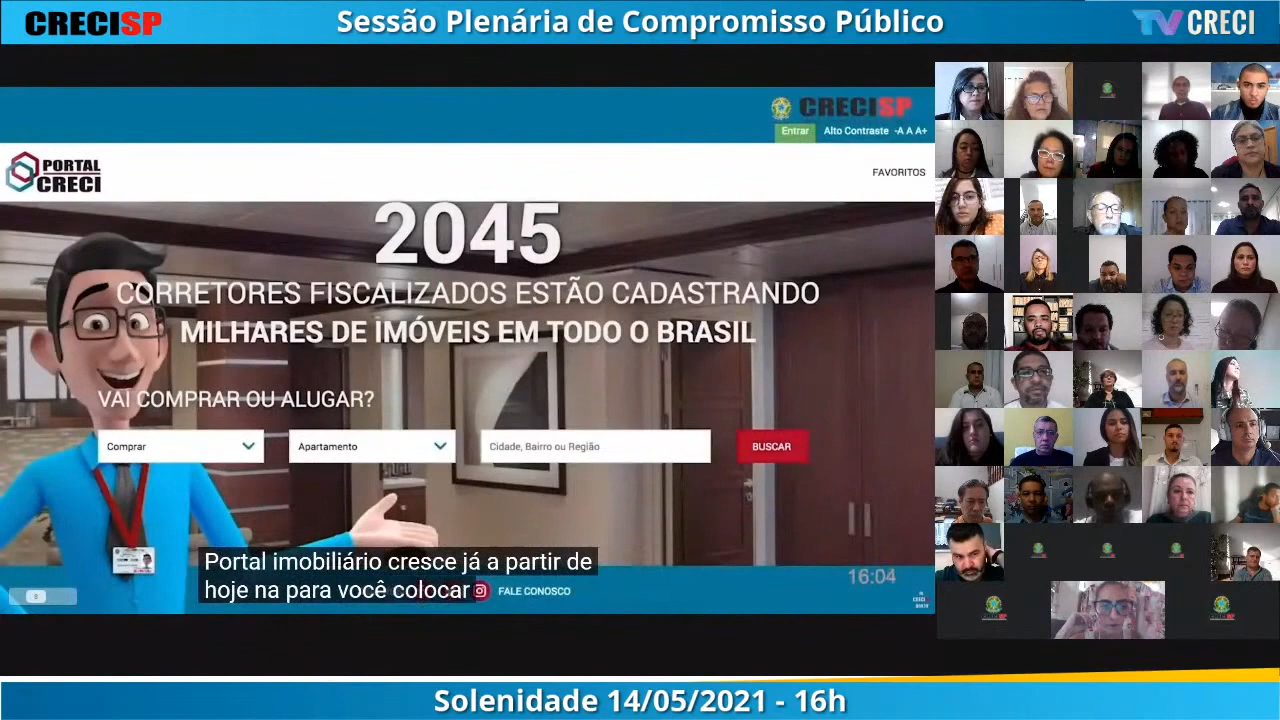 CRECISP
Sessão Plenária de Compromisso Público
TV CRECI
CRECISP
Entrar Alto Contraste -A A A+
PORTAL
CRECI
FAVORITOS
2045
CORRETORES FISCALIZADOS ESTÃO CADASTRANDO
MILHARES DE IMÓVEIS EM TODO O BRASIL
VAI COMPRAR OU ALUGAR?
Comprar
Apartamento
Cidade, Bairro ou Região
BUSCAR
Portal imobiliário cresce já a partir de
hoje na para você colocar
FALE CONOSCO
16:04
Solenidade 14/05/2021 - 16h